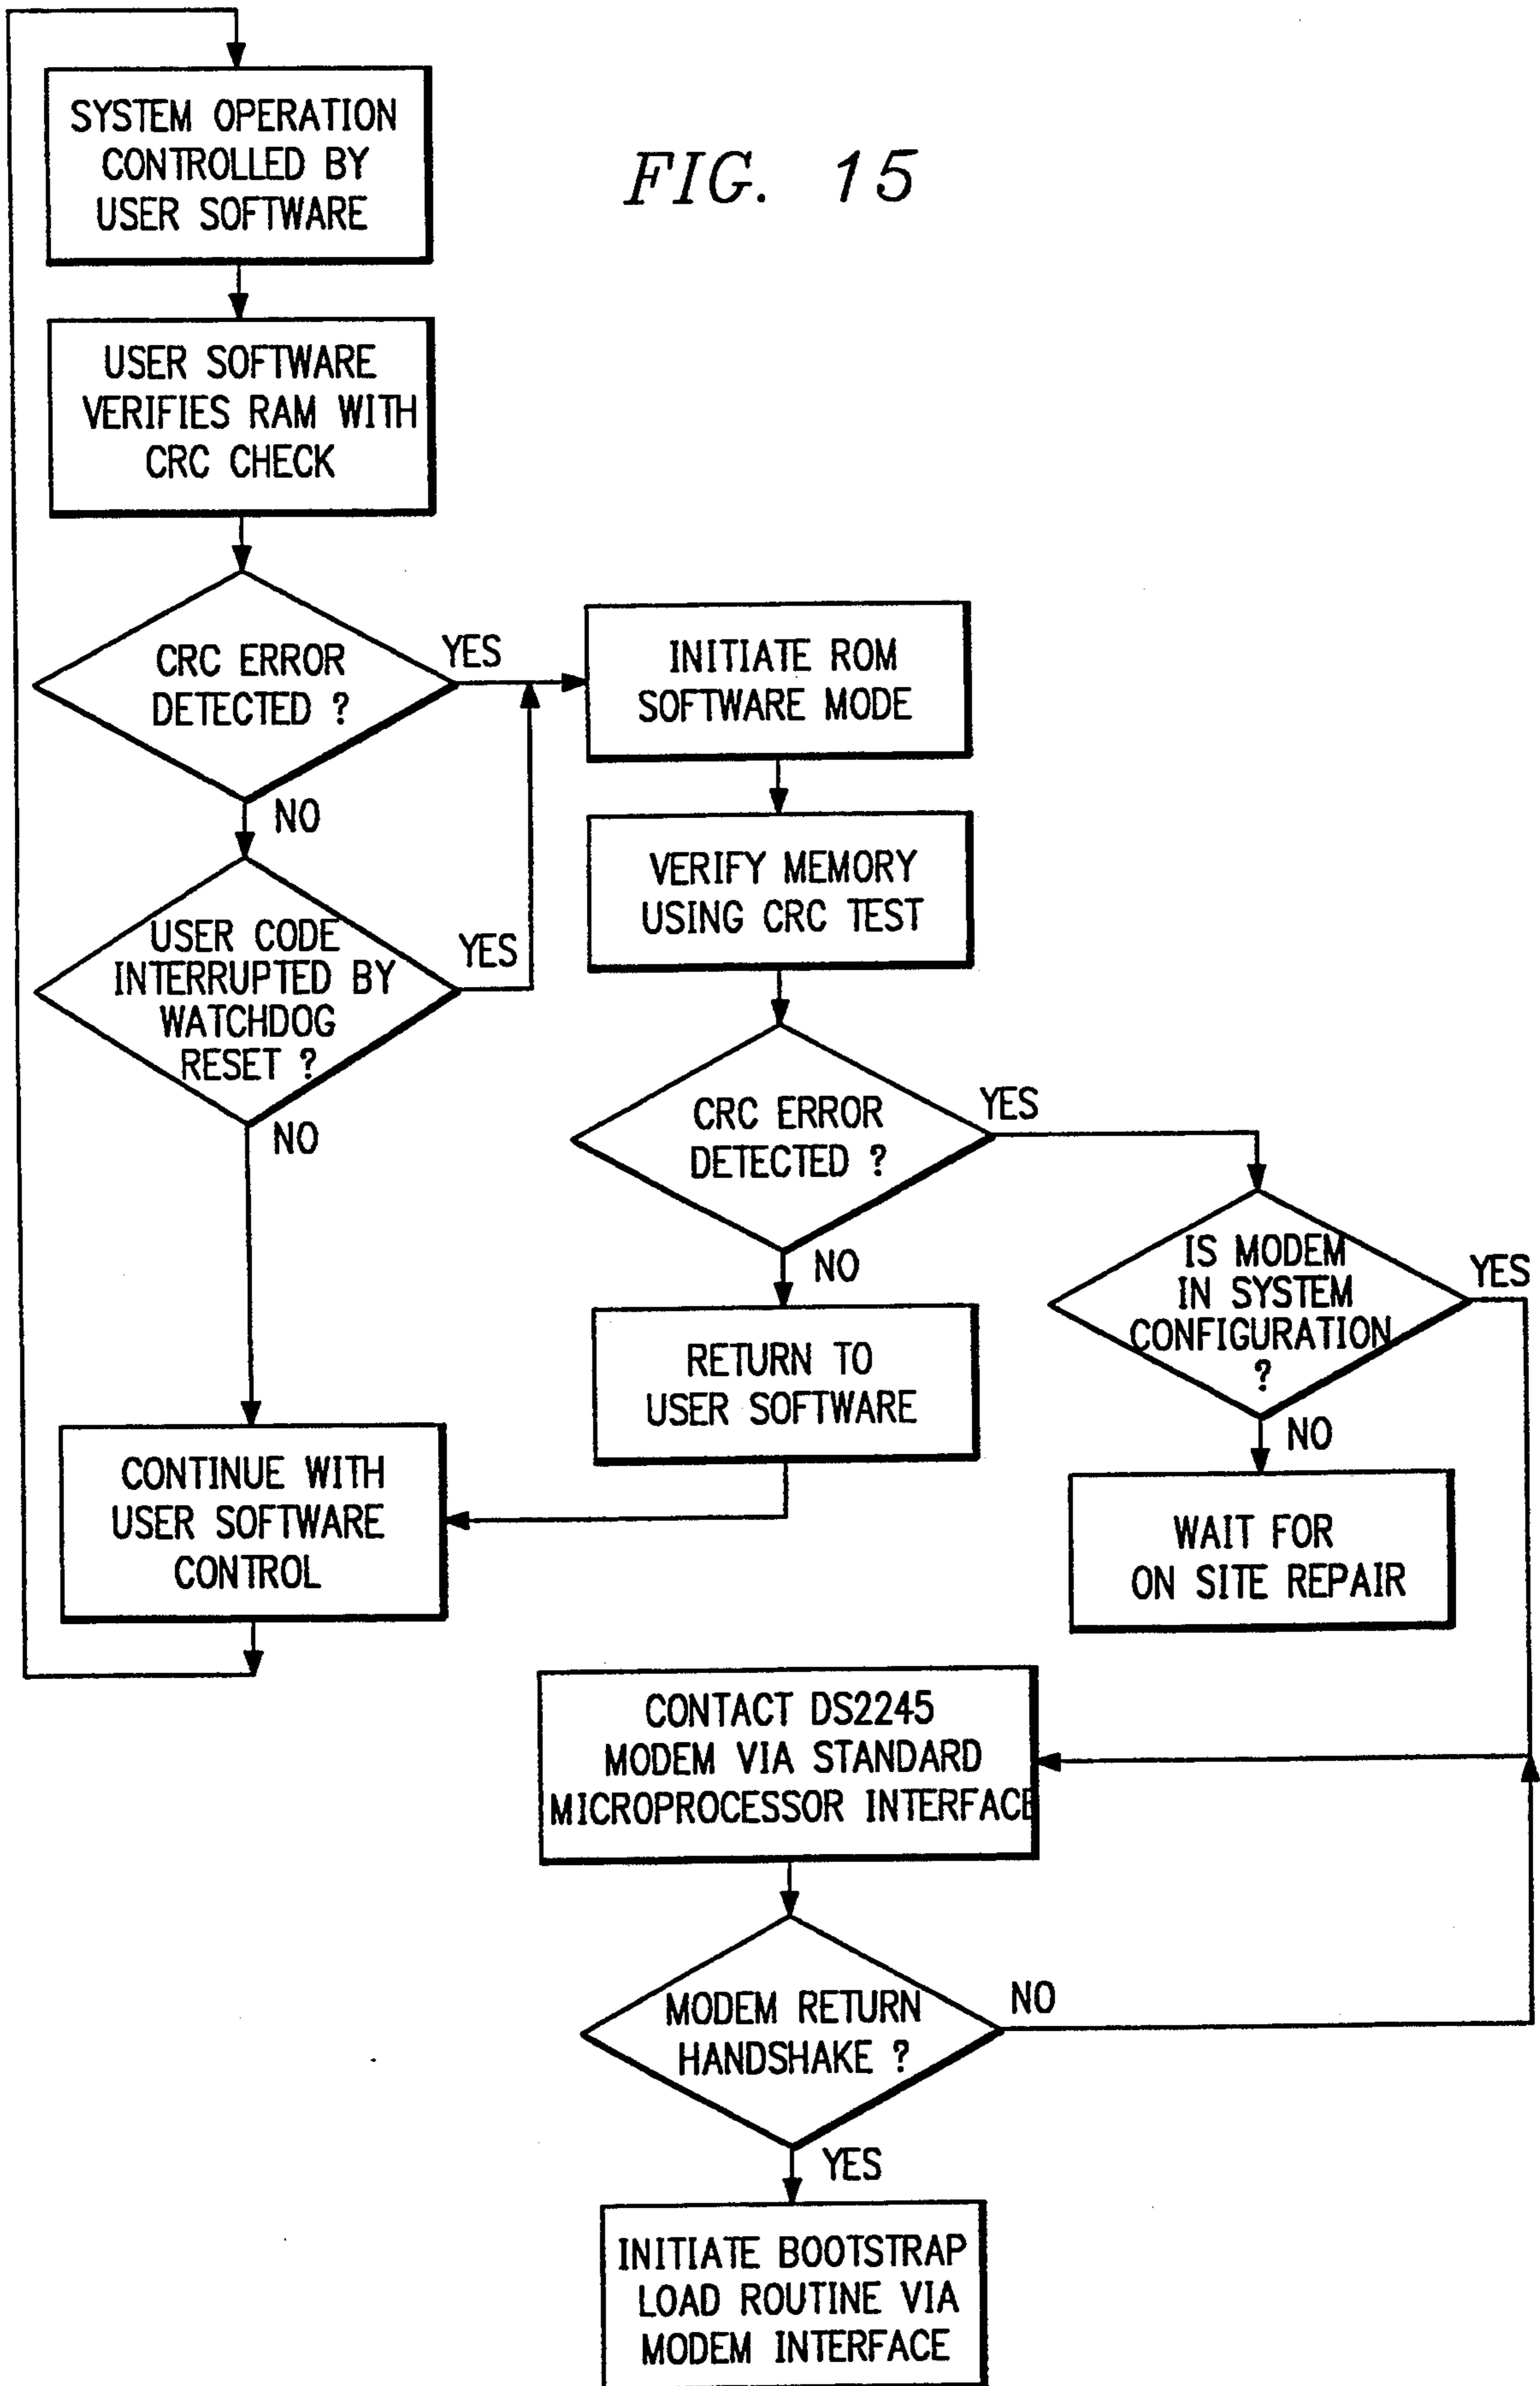 FIG. 15
SYSTEM OPERATION
CONTROLLED BY
USER SOFTWARE
USER SOFTWARE
VERIFIES RAM WITH
CRC CHECK
CRC ERROR
DETECTED ?
YES
NO
INITIATE ROM
SOFTWARE MODE
USER CODE
INTERRUPTED BY
WATCHDOG
RESET ?
YES
NO
VERIFY MEMORY
USING CRC TEST
CRC ERROR
DETECTED ?
YES
NO
IS MODEM
IN SYSTEM
CONFIGURATION
?
YES
NO
RETURN TO
USER SOFTWARE
CONTINUE WITH
USER SOFTWARE
CONTROL
WAIT FOR
ON SITE REPAIR
CONTACT DS2245
MODEM VIA STANDARD
MICROPROCESSOR INTERFACE
MODEM RETURN
HANDSHAKE ?
NO
YES
INITIATE BOOTSTRAP
LOAD ROUTINE VIA
MODEM INTERFACE